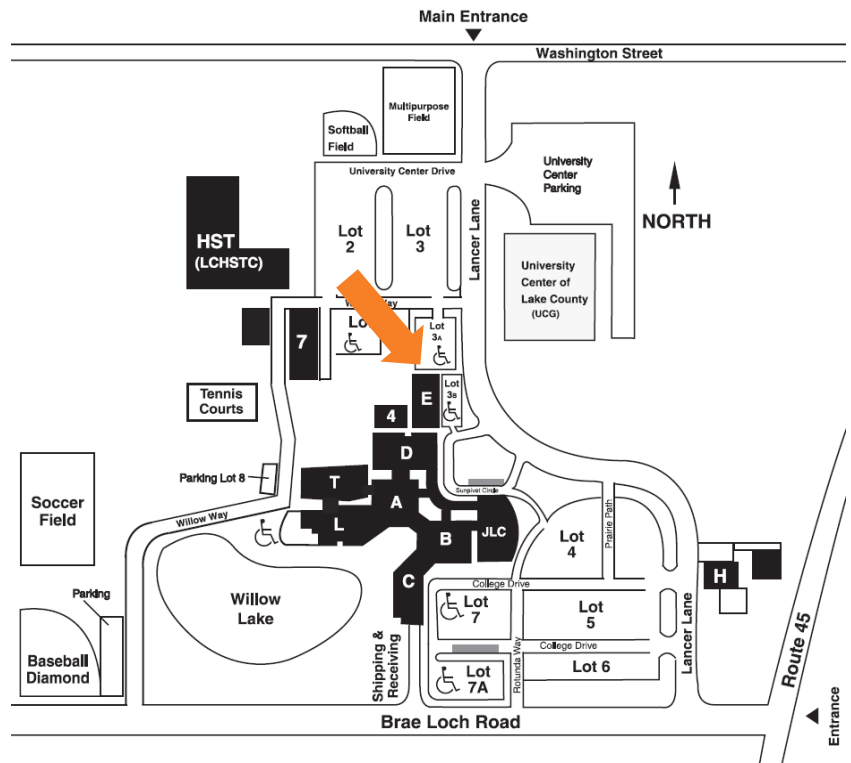 Main Entrance
Washington Street
Multipurpose
Field
Softball
Field
University Center Drive
University
Center
Parking
NORTH
HST
(LCHSTC)
Lot
2
Lot
3
Lancer Lane
University
Center of
Lake County
(UCG)
7
Lot
3A
Lot
3B
E
4
Tennis
Courts
D
Parking Lot 8
T
A
Sunpivot Circle
Soccer
Field
Willow Way
L
B
JLC
Lot
4
Prairie Path
C
H
College Drive
Willow
Lake
Parking
Lot
7
Lot
5
Lancer Lane
Route 45
Baseball
Diamond
Shipping &
Receiving
Rotunda Way
College Drive
Lot
7A
Lot 6
Brae Loch Road
Entrance